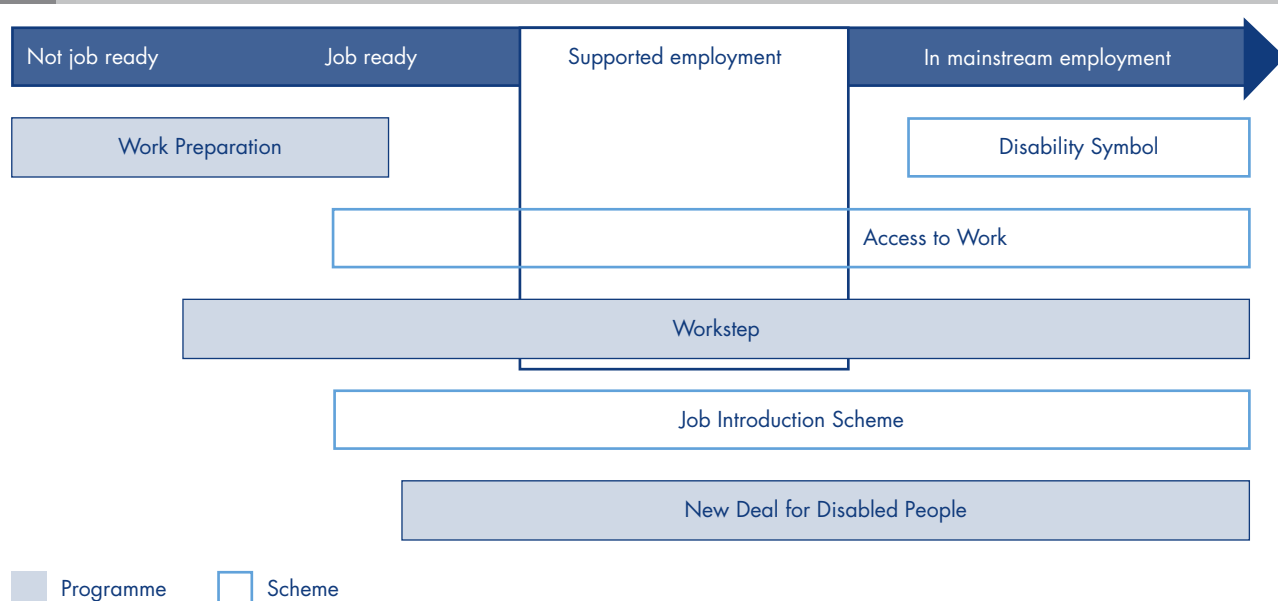 Not job ready
Job ready
Supported employment
In mainstream employment
Work Preparation
Disability Symbol
Access to Work
Workstep
Job Introduction Scheme
New Deal for Disabled People
Programme
Scheme